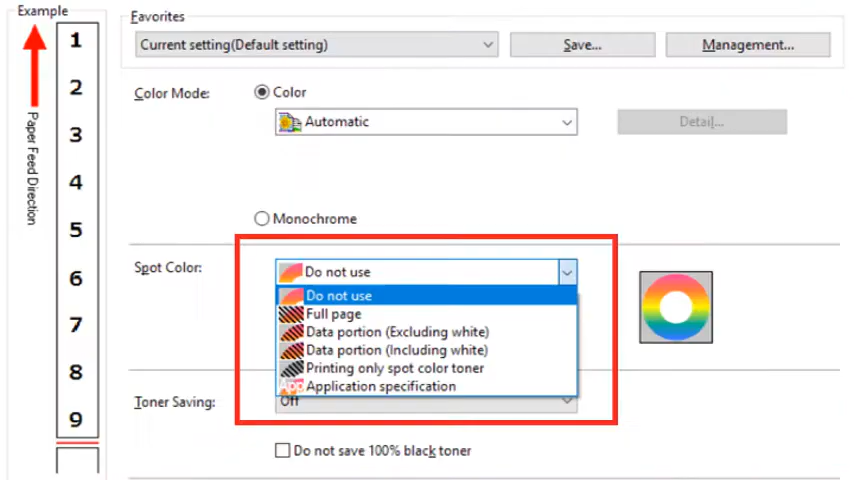 Example
Paper Feed Direction
1
2
3
4
5
6
7
8
9
Favorites
Current setting(Default setting)
Save...
Management...
Color Mode:
Color
Automatic
Detail...
Monochrome
Spot Color:
Do not use
Do not use
Full page
Data portion (Excluding white)
Data portion (Including white)
Printing only spot color toner
App Application specification
Toner Saving:
Off
Do not save 100% black toner